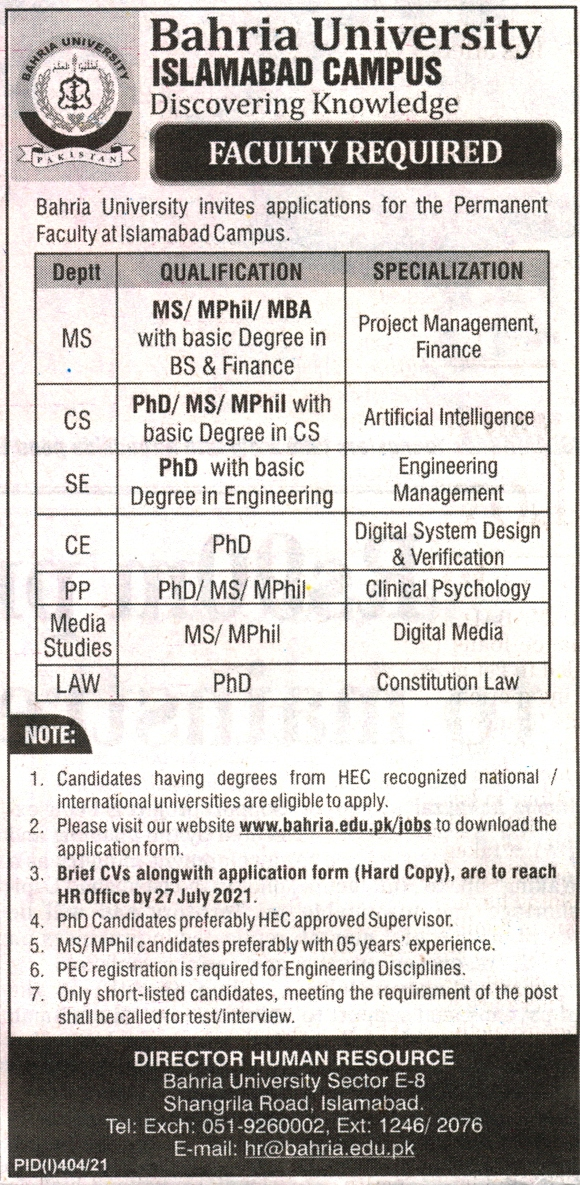 BAHRIA UNIVERSITY
PAKISTAN
Bahria University
ISLAMABAD CAMPUS
Discovering Knowledge
FACULTY REQUIRED
Bahria University invites applications for the Permanent
Faculty at Islamabad Campus.
Deptt QUALIFICATION SPECIALIZATION
MS MS/ MPhil/ MBA with basic Degree in BS & Finance Project Management, Finance
CS PhD/ MS/ MPhil with basic Degree in CS Artificial Intelligence
SE PhD with basic Degree in Engineering Engineering Management
CE PhD Digital System Design & Verification
PP PhD/ MS/ MPhil Clinical Psychology
Media Studies MS/ MPhil Digital Media
LAW PhD Constitution Law
NOTE:
1. Candidates having degrees from HEC recognized national /
international universities are eligible to apply.
2. Please visit our website www.bahria.edu.pk/jobs to download the
application form.
3. Brief CVs alongwith application form (Hard Copy), are to reach
HR Office by 27 July 2021.
4. PhD Candidates preferably HEC approved Supervisor.
5. MS/ MPhil candidates preferably with 05 years' experience.
6. PEC registration is required for Engineering Disciplines.
7. Only short-listed candidates, meeting the requirement of the post
shall be called for test/interview.
DIRECTOR HUMAN RESOURCE
Bahria University Sector E-8
Shangrila Road, Islamabad.
Tel: Exch: 051-9260002, Ext: 1246/ 2076
E-mail: hr@bahria.edu.pk
PID(I)404/21